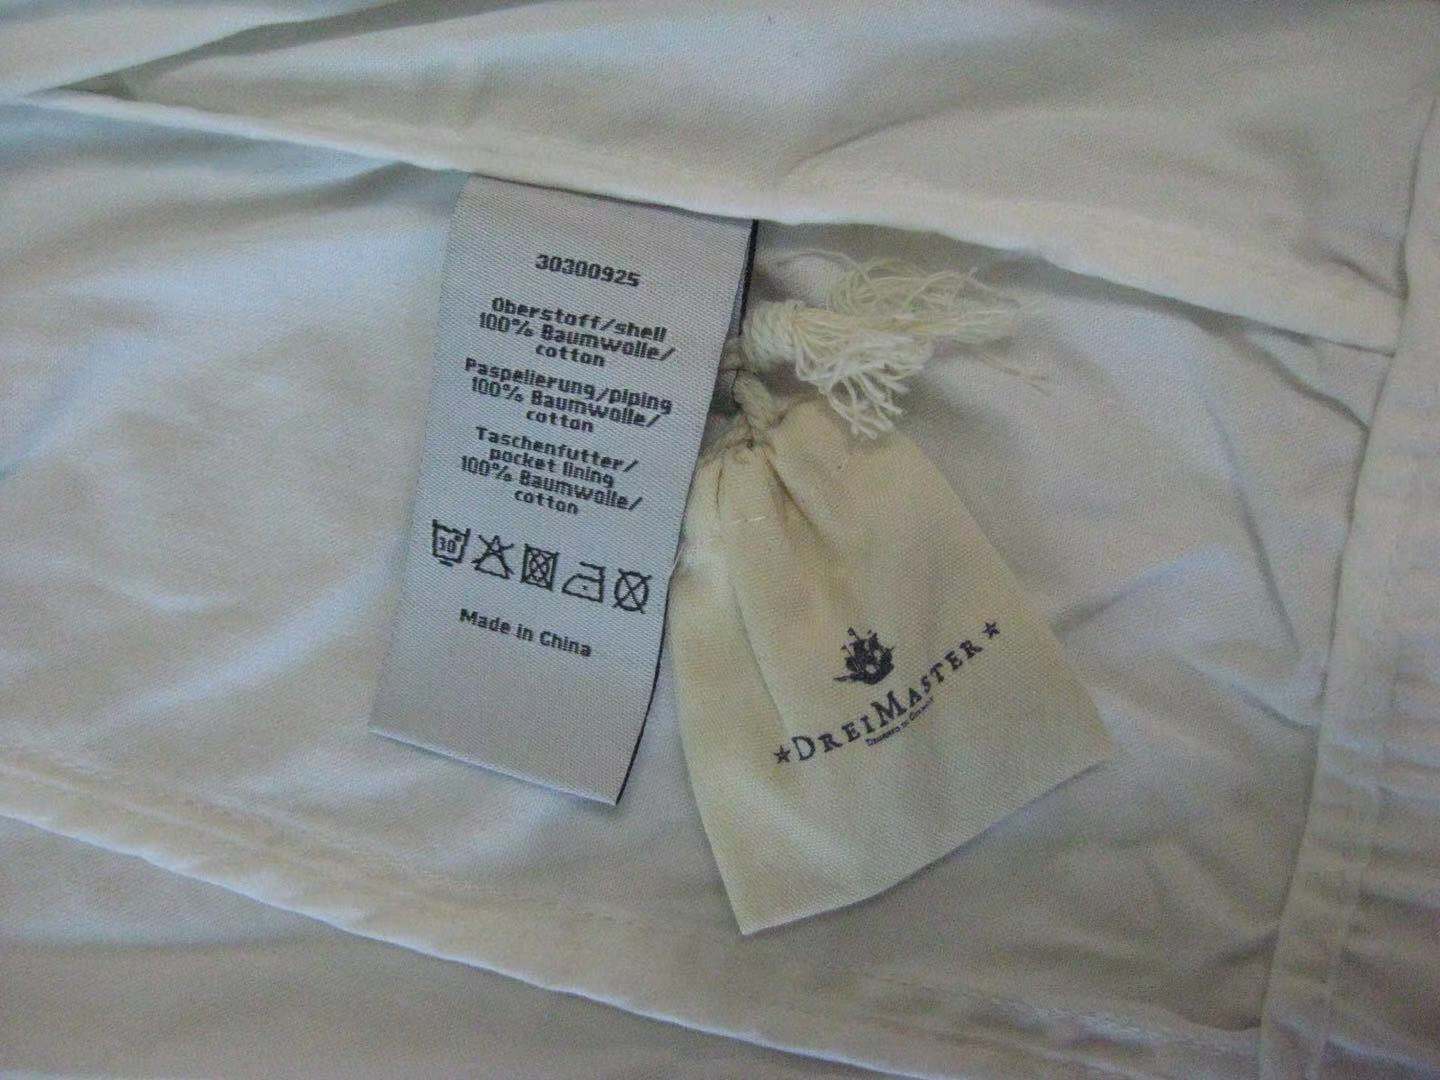 30300925
Oberstoff/shell
100% Baumwolle/
cotton
Paspelierung/piping
100% Baumwolle/
cotton
Taschenfutter/
pocket lining
100% Baumwolle/
cotton
30°
Made in China
★DREIMASTER★